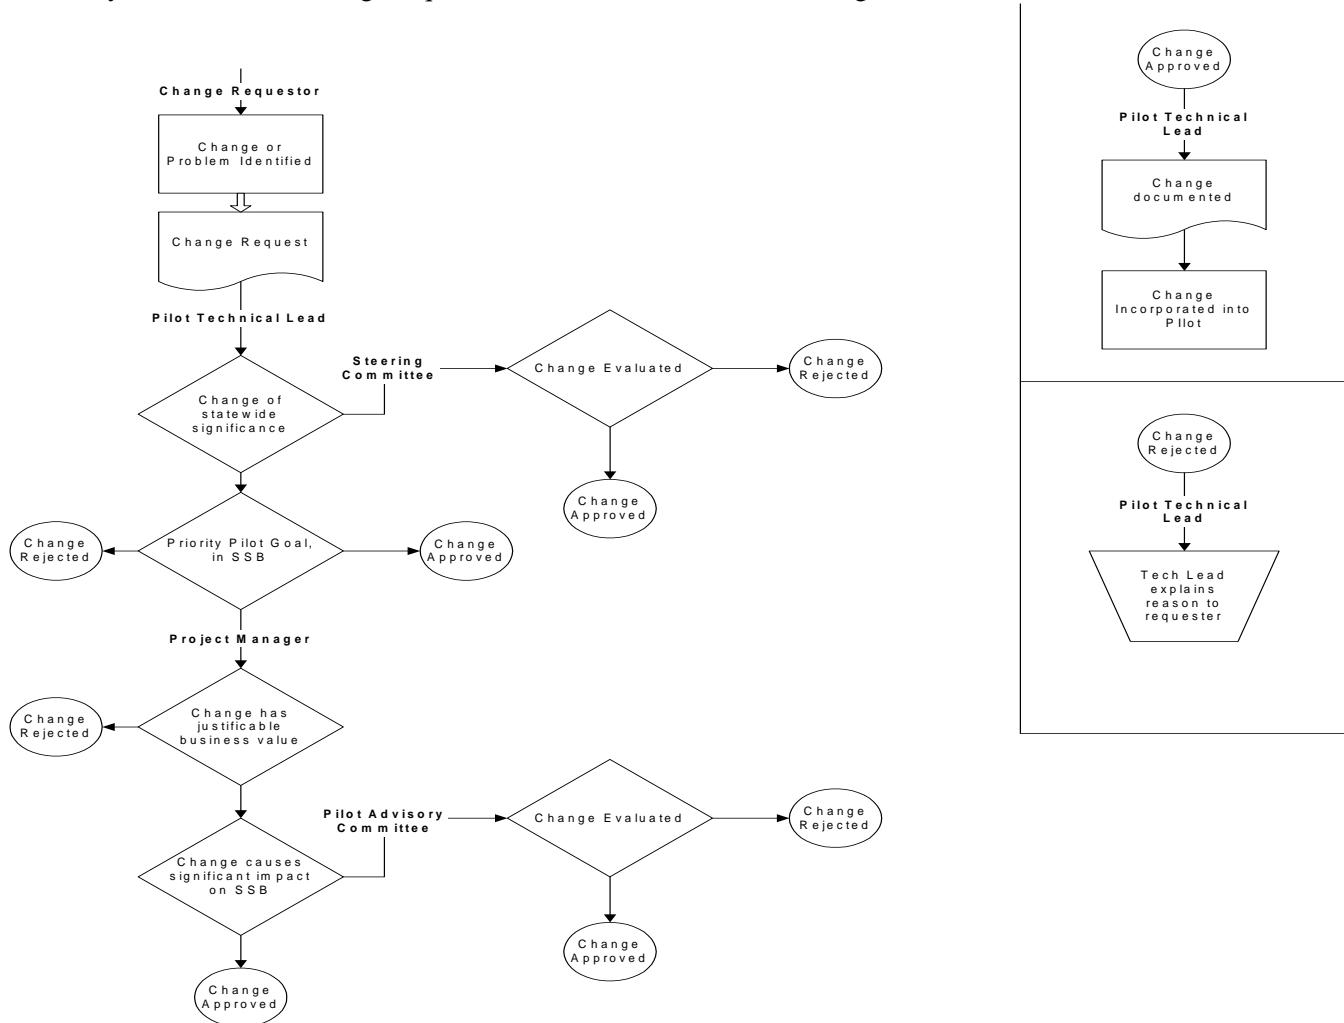 Change Requestor
Change or
Problem Identified
Change Request
Pilot Technical Lead
Change of
statewide
significance
Steering
Committee
Change Evaluated
Change
Rejected
Change
Approved
Change
Rejected
Priority Pilot Goal,
in SSB
Change
Approved
Project Manager
Change
Rejected
Change has
justificable
business value
Change causes
significant impact
on SSB
Pilot Advisory
Committee
Change Evaluated
Change
Rejected
Change
Approved
Change
Approved
Change
Approved
Pilot Technical
Lead
Change
documented
Change
Incorporated into
PIlot
Change
Rejected
Pilot Technical
Lead
Tech Lead
explains
reason to
requester